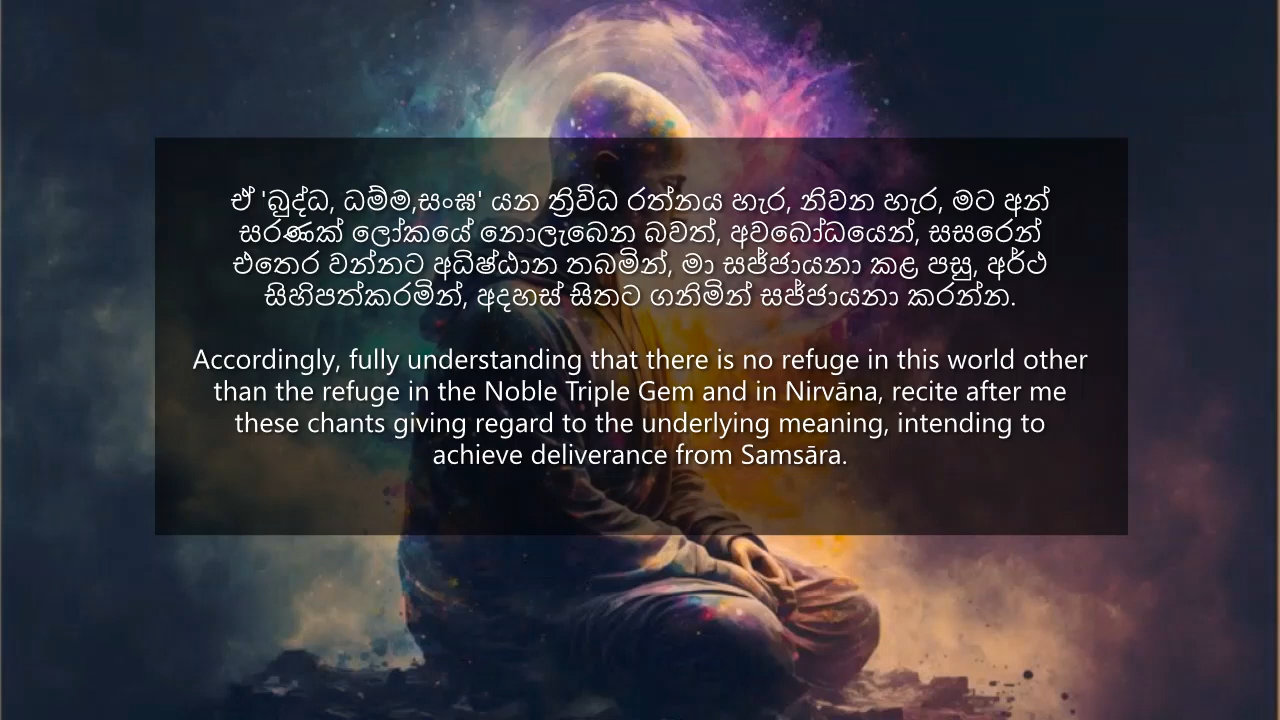 ඒ 'බුද්ධ, ධම්ම,සංඝ' යන ත්‍රිවිධ රත්නය හැර, නිවන හැර, මට අන්
සරණක් ලෝකයේ නොලැබෙන බවත්, අවබෝධයෙන්, සසරෙන්
එතෙර වන්නට අධිෂ්ඨාන තබමින්, මා සජ්ඣායනා කළ පසු, අර්ථ
සිහිපත්කරමින්, අදහස් සිතට ගනිමින් සජ්ඣායනා කරන්න.
Accordingly, fully understanding that there is no refuge in this world other
than the refuge in the Noble Triple Gem and in Nirvāna, recite after me
these chants giving regard to the underlying meaning, intending to
achieve deliverance from Samsāra.